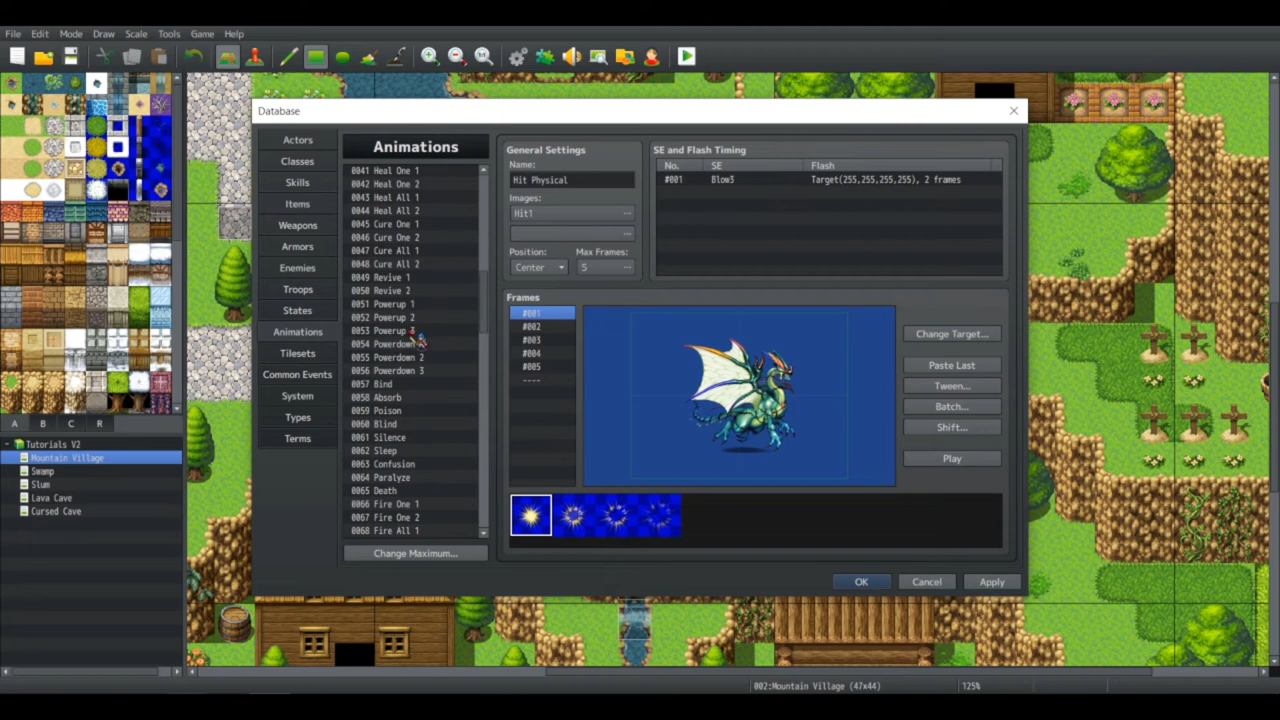 File Edit Mode Draw Scale Tools Game Help
Database
Actors
Classes
Skills
Items
Weapons
Armors
Enemies
Troops
States
Animations
Tilesets
Common Events
System
Types
Terms
Animations
0041 Heal One 1
0042 Heal One 2
0043 Heal All 1
0044 Heal All 2
0045 Cure One 1
0046 Cure One 2
0047 Cure All 1
0048 Cure All 2
0049 Revive 1
0050 Revive 2
0051 Powerup 1
0052 Powerup 2
0053 Powerup 3
0054 Powerdown
0055 Powerdown 2
0056 Powerdown 3
0057 Bind
0058 Absorb
0059 Poison
0060 Blind
0061 Silence
0062 Sleep
0063 Confusion
0064 Paralyze
0065 Death
0066 Fire One 1
0067 Fire One 2
0068 Fire All 1
Change Maximum...
General Settings
Name:
Hit Physical
Images:
Hit1 ...
...
Position: Max Frames:
Center 5 ...
SE and Flash Timing
No. SE Flash
#001 Blow3 Target(255,255,255,255), 2 frames
Frames
#001
#002
#003
#004
#005
----
Change Target...
Paste Last
Tween...
Batch...
Shift...
Play
OK Cancel Apply
A B C R
Tutorials V2
Mountain Village
Swamp
Slum
Lava Cave
Cursed Cave
002:Mountain Village (47x44) 125%